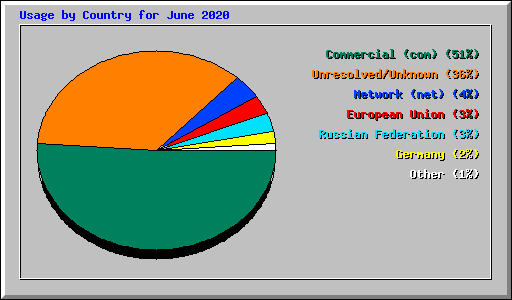 Usage by Country for June 2020
Commercial (com) (51%)
Unresolved/Unknown (36%)
Network (net) (4%)
European Union (3%)
Russian Federation (3%)
Germany (2%)
Other (1%)